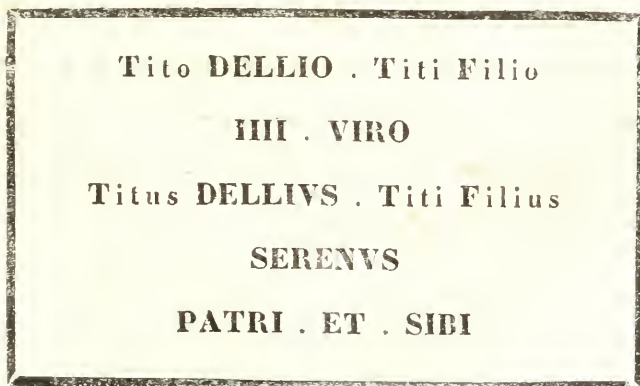 Tito DELLIO . Titi Filio
IIII . VIRO
Titus DELLIVS . Titi Filius
SERENVS
PATRI . ET . SIBI